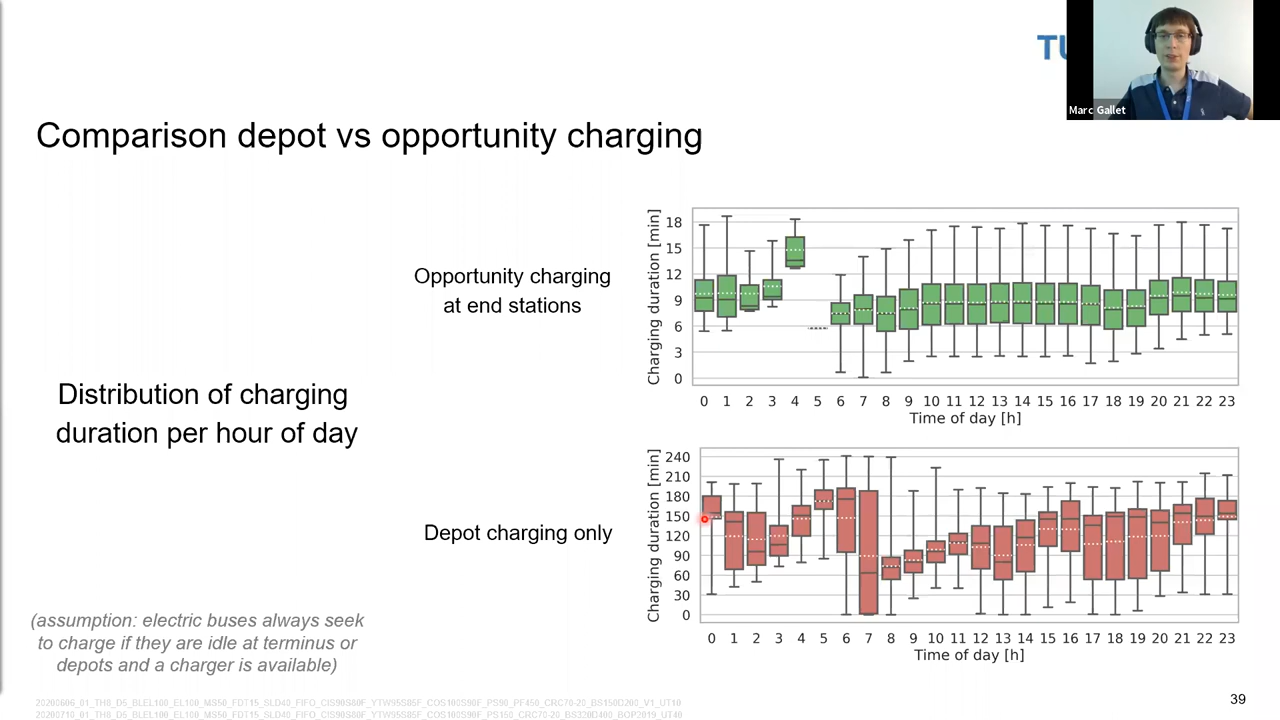 TU
Marc Gallet
Comparison depot vs opportunity charging
Opportunity charging
at end stations
Charging duration [min]
18
15
12
9
6
3
0
0 1 2 3 4 5 6 7 8 9 10 11 12 13 14 15 16 17 18 19 20 21 22 23
Time of day [h]
Distribution of charging
duration per hour of day
Depot charging only
Charging duration [min]
240
210
180
150
120
90
60
30
0
0 1 2 3 4 5 6 7 8 9 10 11 12 13 14 15 16 17 18 19 20 21 22 23
Time of day [h]
(assumption: electric buses always seek
to charge if they are idle at terminus or
depots and a charger is available)
39